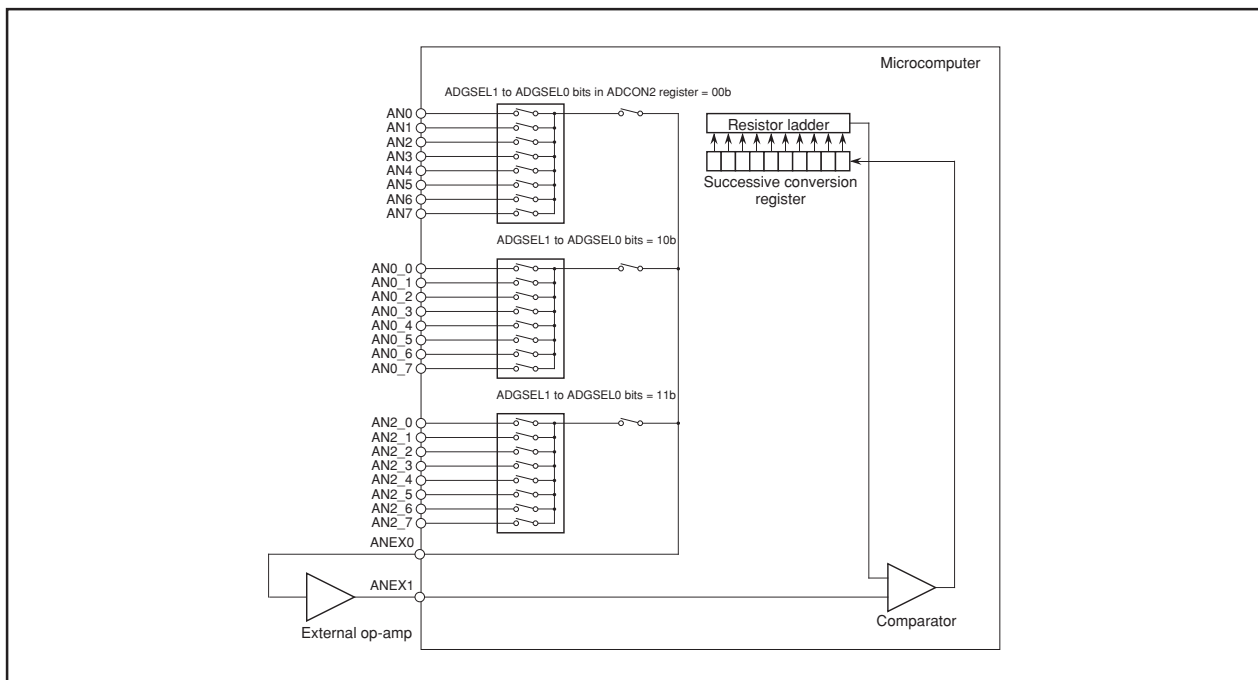 Microcomputer
ADGSEL1 to ADGSEL0 bits in ADCON2 register = 00b
AN0
AN1
AN2
AN3
AN4
AN5
AN6
AN7
Resistor ladder
Successive conversion
register
ADGSEL1 to ADGSEL0 bits = 10b
AN0_0
AN0_1
AN0_2
AN0_3
AN0_4
AN0_5
AN0_6
AN0_7
ADGSEL1 to ADGSEL0 bits = 11b
AN2_0
AN2_1
AN2_2
AN2_3
AN2_4
AN2_5
AN2_6
AN2_7
ANEX0
ANEX1
External op-amp
Comparator